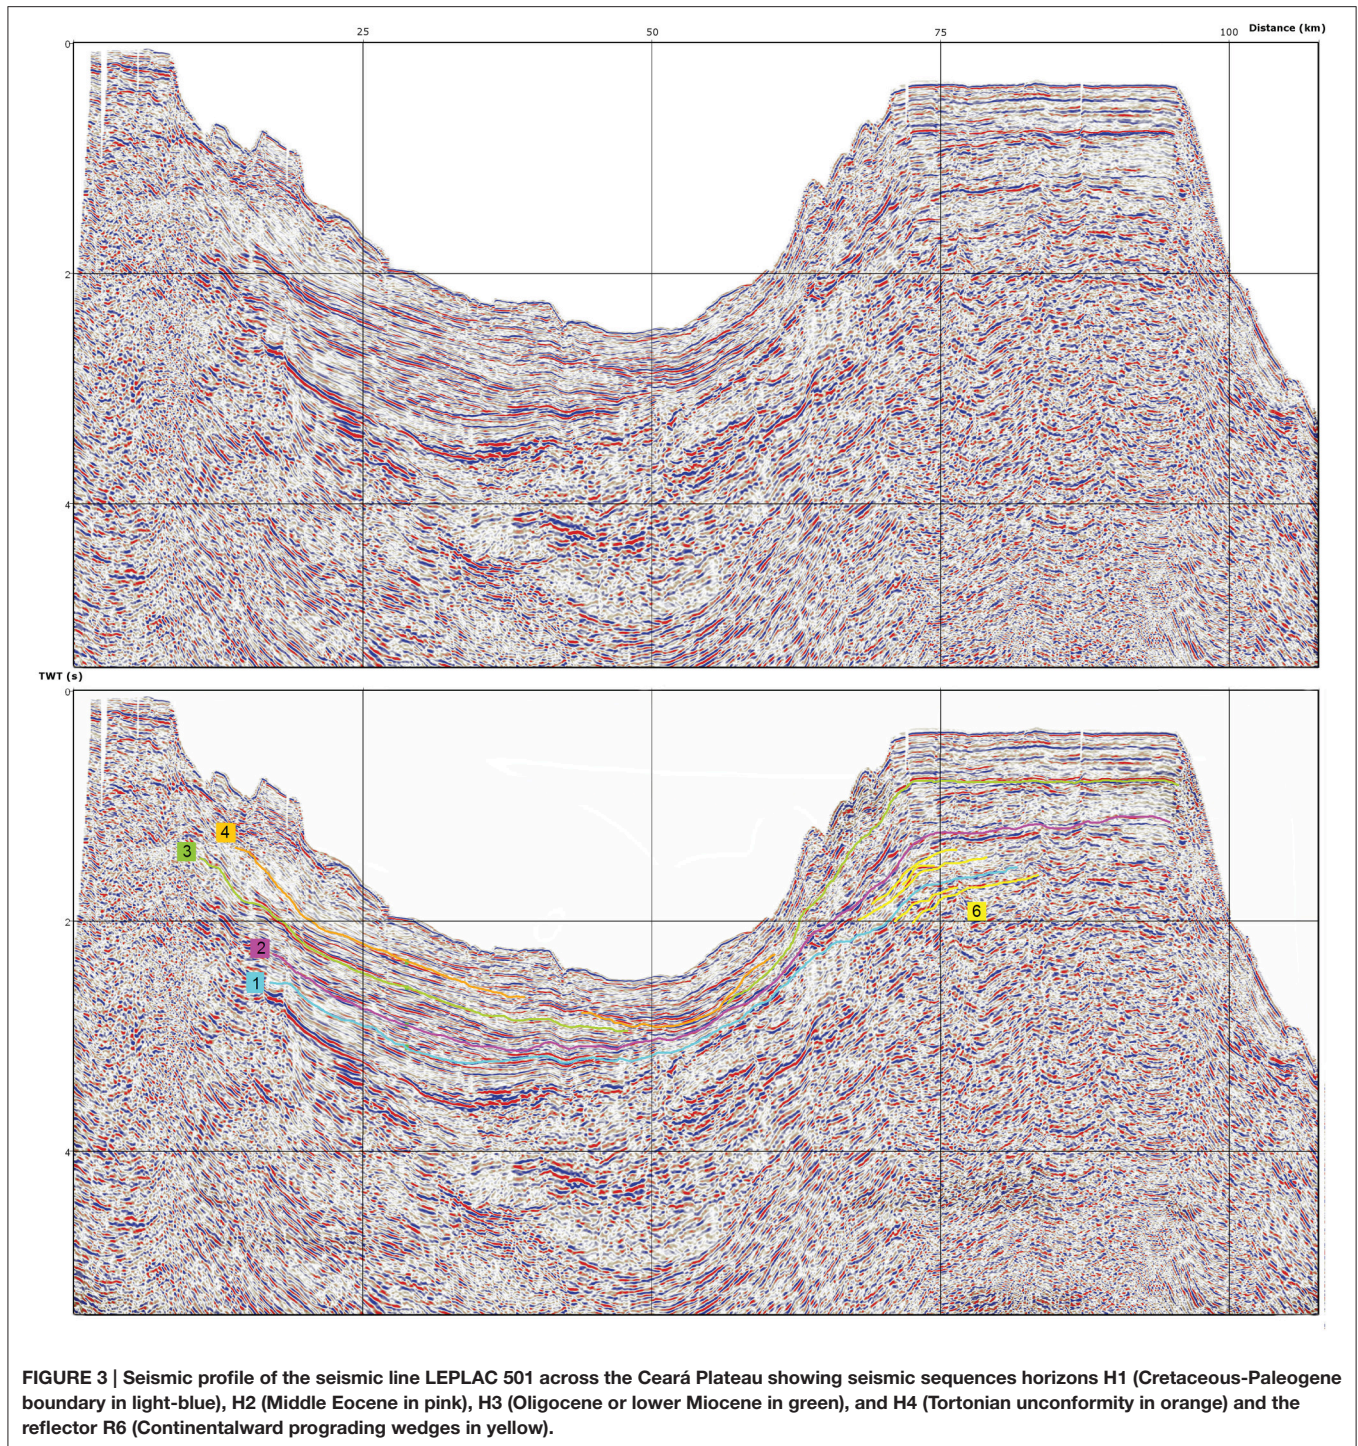 25 50 75 100 Distance (km)
0
2
4
TWT (s)
0
4
3
2
2
1
6
4
FIGURE 3 | Seismic profile of the seismic line LEPLAC 501 across the Ceará Plateau showing seismic sequences horizons H1 (Cretaceous-Paleogene
boundary in light-blue), H2 (Middle Eocene in pink), H3 (Oligocene or lower Miocene in green), and H4 (Tortonian unconformity in orange) and the
reflector R6 (Continentalward prograding wedges in yellow).